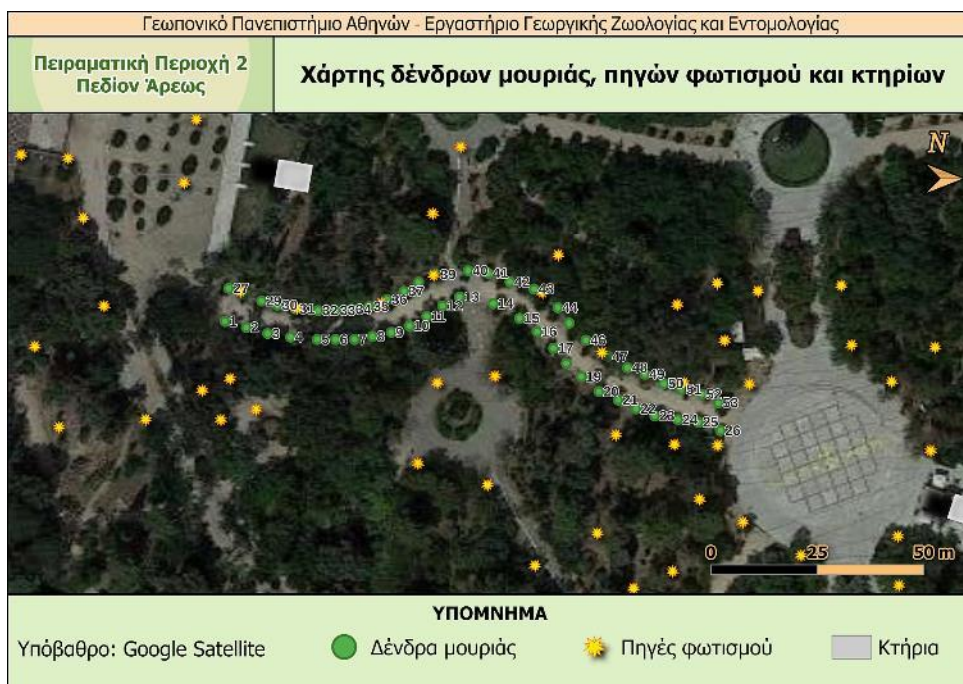 Γεωπονικό Πανεπιστήμιο Αθηνών - Εργαστήριο Γεωργικής Ζωολογίας και Εντομολογίας
Πειραματική Περιοχή 2
Πεδίον Άρεως
Χάρτης δένδρων μουριάς, πηγών φωτισμού και κτηρίων
N
27 29 30 31 32 33 34 35 36 37 39 40 41 42 43 44 46 47 48 49 50 51 52 53
1 2 3 4 5 6 7 8 9 10 11 12 13 14 15 16 17 19 20 21 22 23 24 25 26
0 25 50 m
ΥΠΟΜΝΗΜΑ
Υπόβαθρο: Google Satellite Δένδρα μουριάς Πηγές φωτισμού Κτήρια